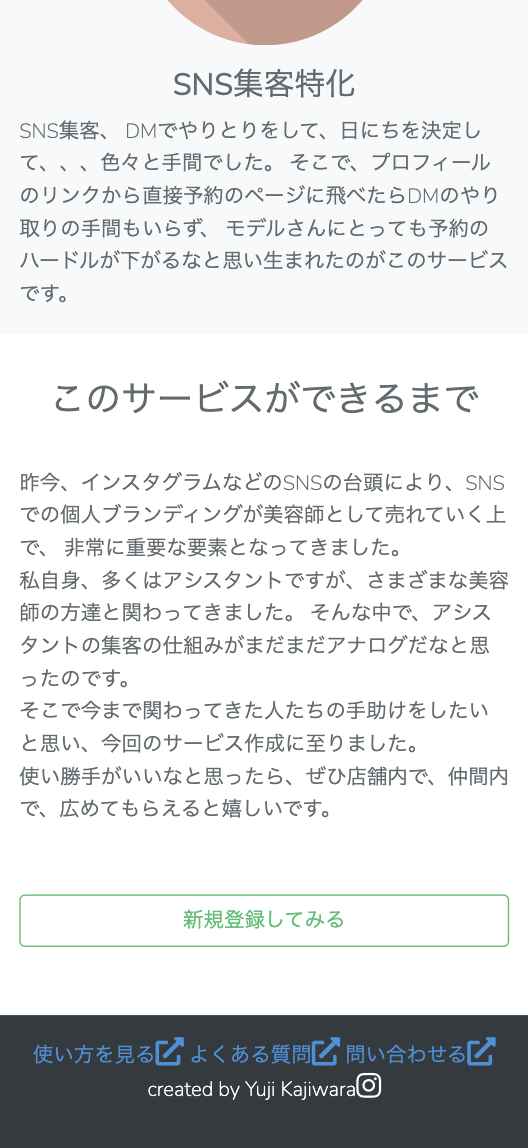 SNS集客特化
SNS集客、 DMでやりとりをして、日にちを決定し
て、、、色々と手間でした。 そこで、プロフィール
のリンクから直接予約のページに飛べたらDMのやり
取りの手間もいらず、 モデルさんにとっても予約の
ハードルが下がるなと思い生まれたのがこのサービス
です。
このサービスができるまで
昨今、インスタグラムなどのSNSの台頭により、SNS
での個人ブランディングが美容師として売れていく上
で、 非常に重要な要素となってきました。
私自身、多くはアシスタントですが、さまざまな美容
師の方達と関わってきました。 そんな中で、アシス
タントの集客の仕組みがまだまだアナログだなと思
ったのです。
そこで今まで関わってきた人たちの手助けをしたい
と思い、今回のサービス作成に至りました。
使い勝手がいいなと思ったら、ぜひ店舗内で、仲間内
で、広めてもらえると嬉しいです。
新規登録してみる
使い方を見る よくある質問 問い合わせる
created by Yuji Kajiwara